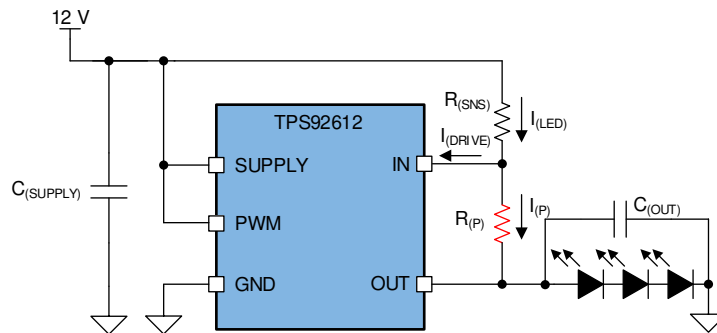 12 V
TPS92612
R(SNS)
I(LED)
I(DRIVE)
SUPPLY
IN
C(SUPPLY)
PWM
R(P)
I(P)
C(OUT)
GND
OUT